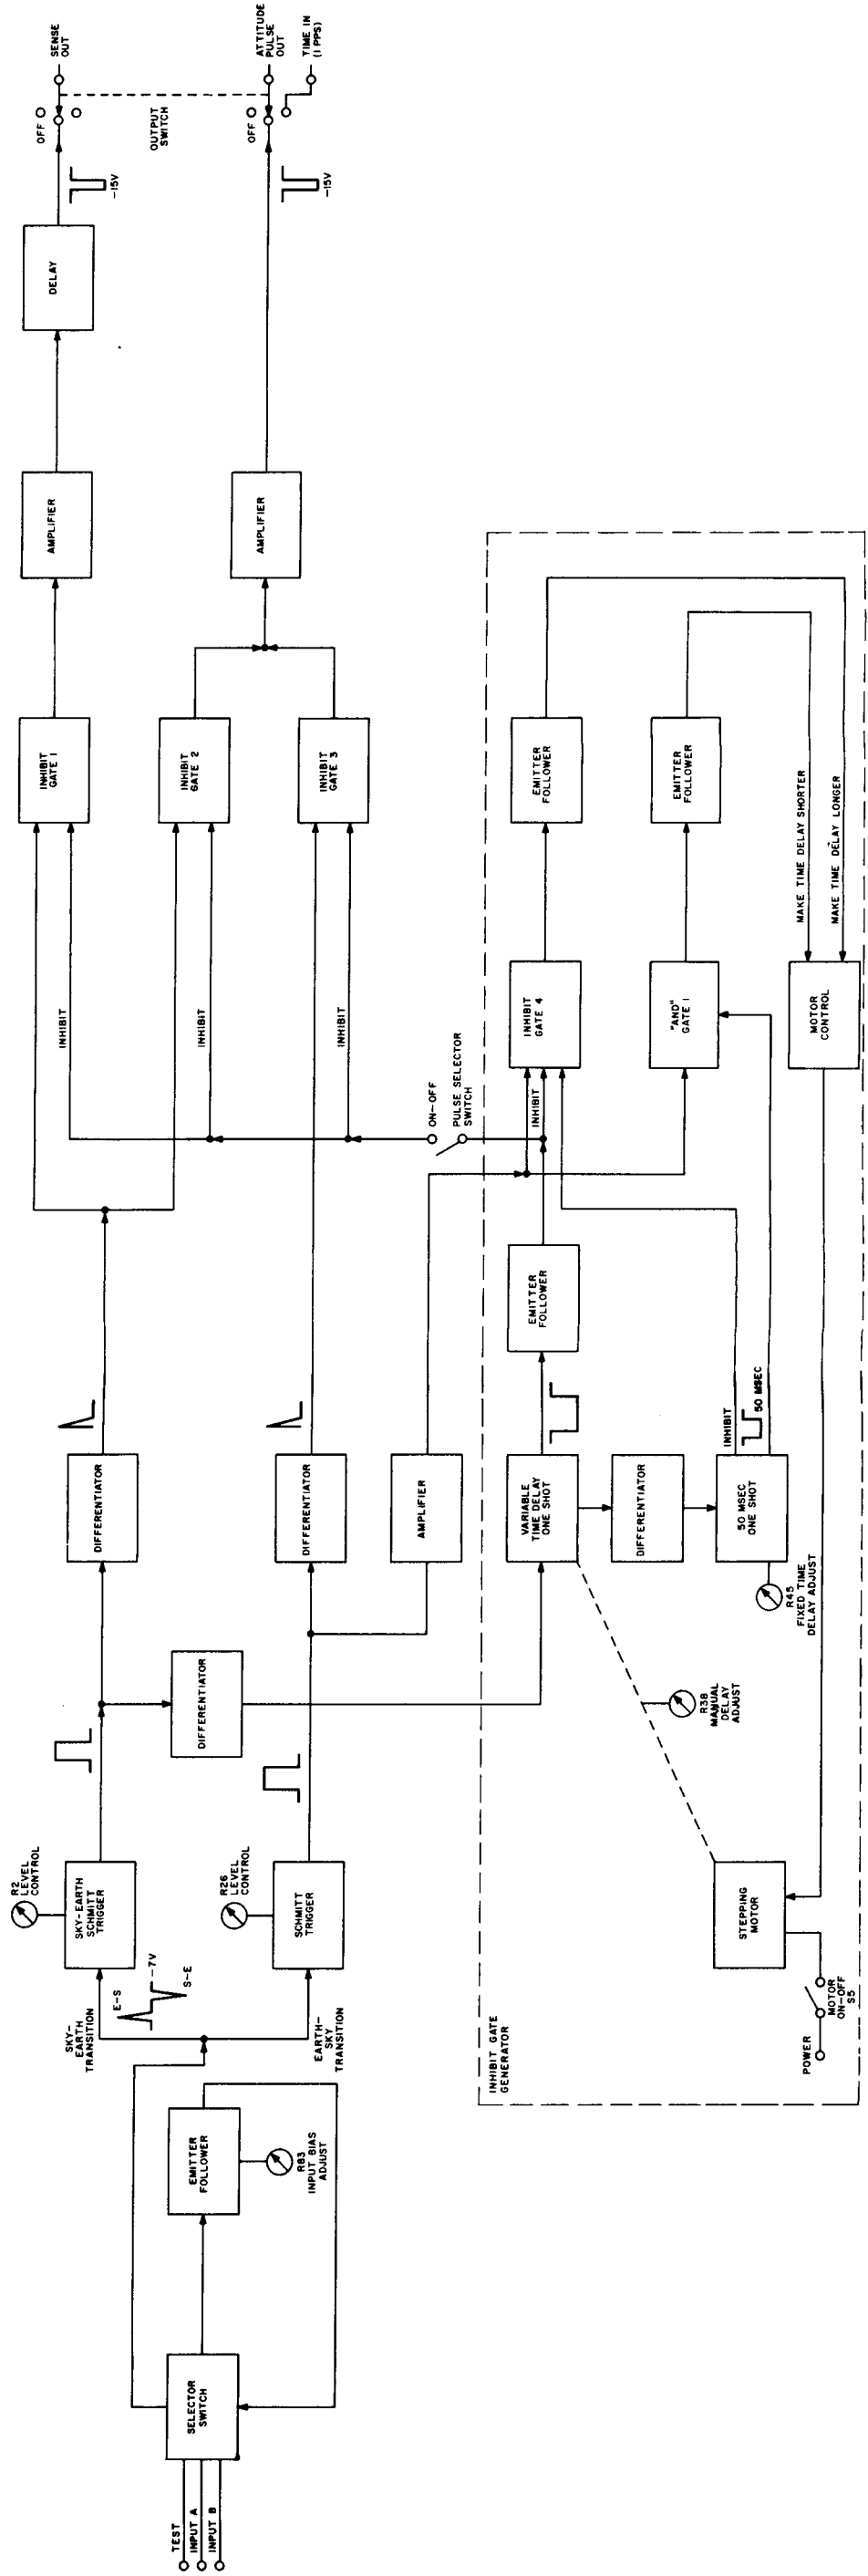 TEST
INPUT A
INPUT B
SELECTOR
SWITCH
EMITTER
FOLLOWER
R83
INPUT BIAS
ADJUST
SKY-
EARTH
TRANSITION
E-S
-7V
S-E
EARTH-
SKY
TRANSITION
R2
LEVEL
CONTROL
SKY-EARTH
SCHMITT
TRIGGER
R26
LEVEL
CONTROL
SCHMITT
TRIGGER
DIFFERENTIATOR
DIFFERENTIATOR
DIFFERENTIATOR
AMPLIFIER
INHIBIT
INHIBIT
INHIBIT
INHIBIT
GATE 1
INHIBIT
GATE 2
INHIBIT
GATE 3
AMPLIFIER
AMPLIFIER
DELAY
-15V
-15V
OFF
OUTPUT
SWITCH
OFF
SENSE
OUT
ATTITUDE
PULSE
OUT
TIME IN
(1 PPS)
ON-OFF
PULSE SELECTOR
SWITCH
INHIBIT GATE
GENERATOR
POWER
MOTOR
ON-OFF
S5
STEPPING
MOTOR
R38
MANUAL
DELAY
ADJUST
VARIABLE
TIME DELAY
ONE SHOT
DIFFERENTIATOR
50 MSEC
ONE SHOT
R45
FIXED TIME
DELAY ADJUST
INHIBIT
50 MSEC
EMITTER
FOLLOWER
INHIBIT
INHIBIT
GATE 4
"AND"
GATE 1
EMITTER
FOLLOWER
EMITTER
FOLLOWER
MAKE TIME DELAY SHORTER
MAKE TIME DELAY LONGER
MOTOR
CONTROL